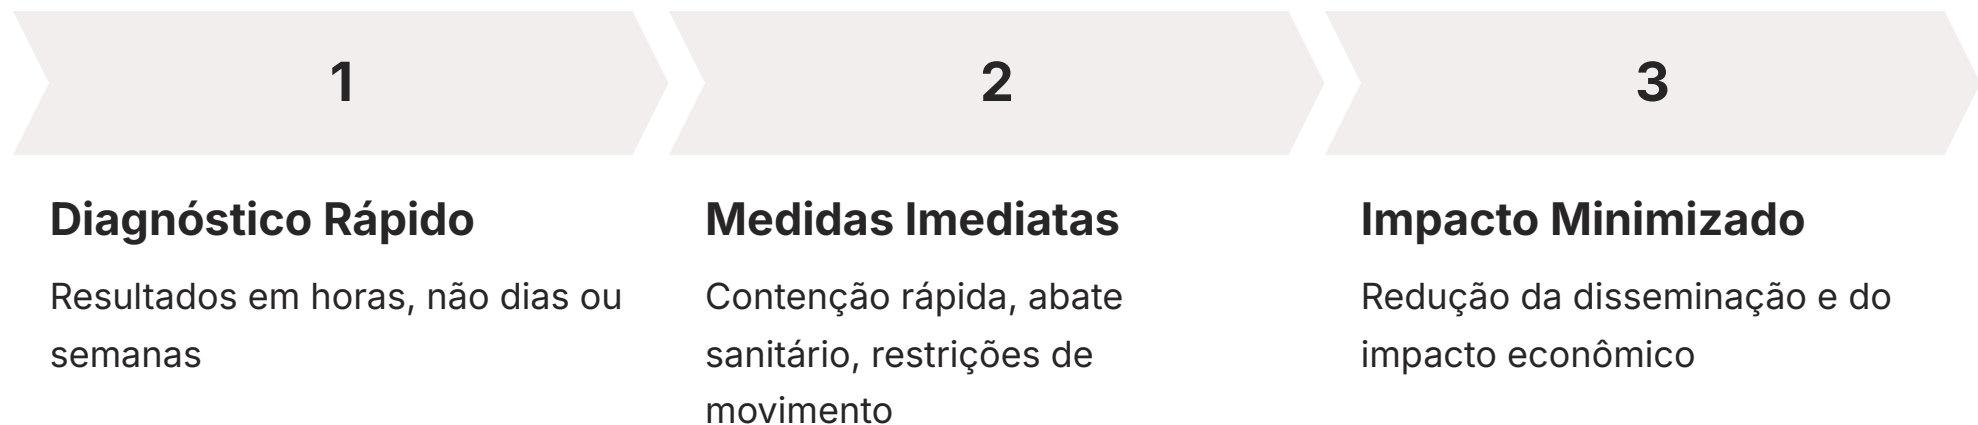 1
Diagnóstico Rápido
Resultados em horas, não dias ou
semanas
2
Medidas Imediatas
Contenção rápida, abate
sanitário, restrições de
movimento
3
Impacto Minimizado
Redução da disseminação e do
impacto econômico